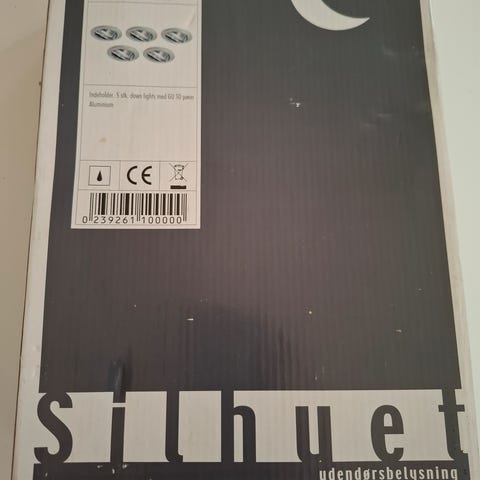 Indeholder. 5 stk. down lights med GU 10 pærer
Aluminium
CE
0 239261 100000
Silhuet
udendørsbelysning